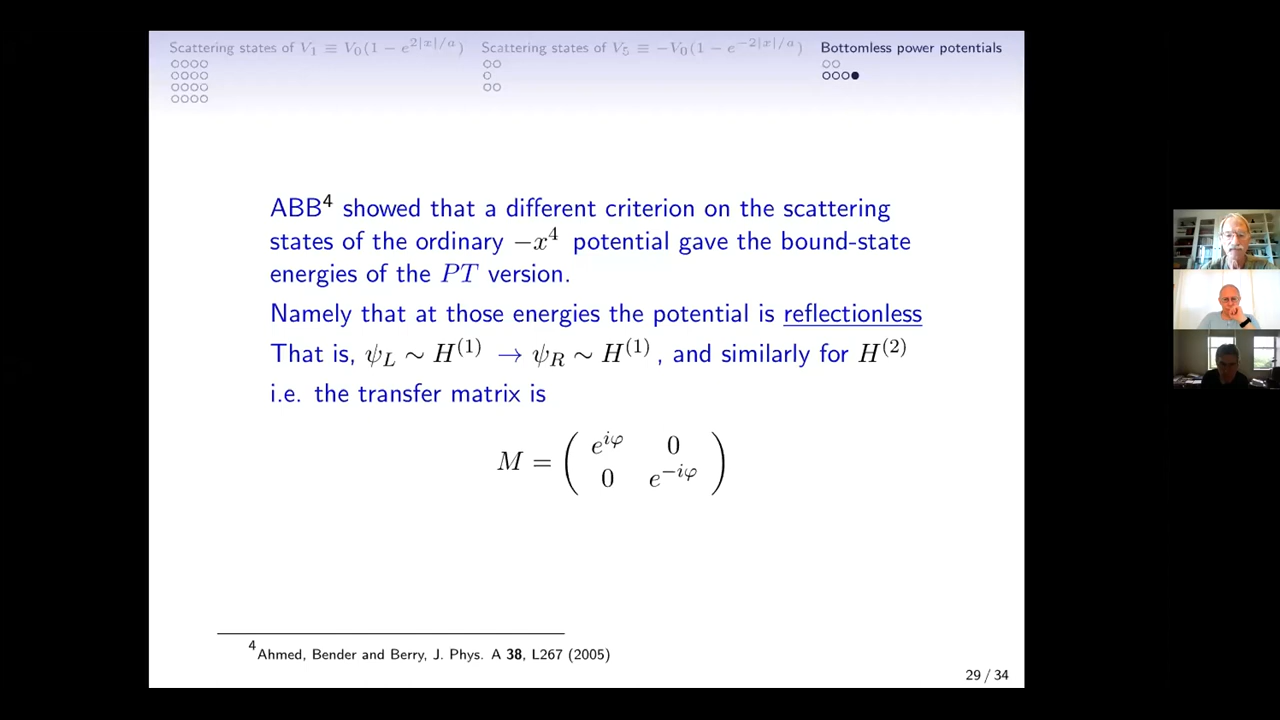 Scattering states of V₁ ≡ V₀(1 − e^{2|x|/a}) Scattering states of V₅ ≡ −V₀(1 − e^{−2|x|/a}) Bottomless power potentials
ABB⁴ showed that a different criterion on the scattering
states of the ordinary −x⁴ potential gave the bound-state
energies of the PT version.
Namely that at those energies the potential is reflectionless
That is, ψ_L ∼ H^{(1)} → ψ_R ∼ H^{(1)} , and similarly for H^{(2)}
i.e. the transfer matrix is
M = ( e^{iφ} 0
0 e^{−iφ} )
⁴Ahmed, Bender and Berry, J. Phys. A 38, L267 (2005)
29 / 34